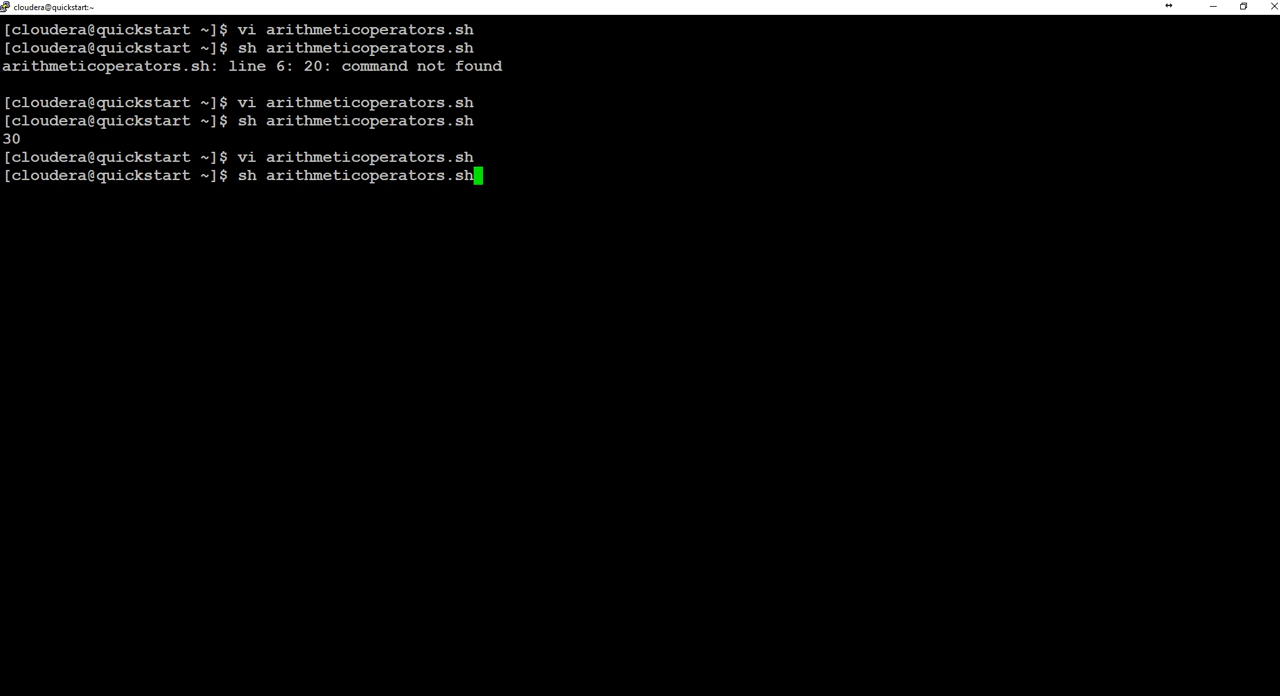 cloudera@quickstart:~
[cloudera@quickstart ~]$ vi arithmeticoperators.sh
[cloudera@quickstart ~]$ sh arithmeticoperators.sh
arithmeticoperators.sh: line 6: 20: command not found
[cloudera@quickstart ~]$ vi arithmeticoperators.sh
[cloudera@quickstart ~]$ sh arithmeticoperators.sh
30
[cloudera@quickstart ~]$ vi arithmeticoperators.sh
[cloudera@quickstart ~]$ sh arithmeticoperators.sh